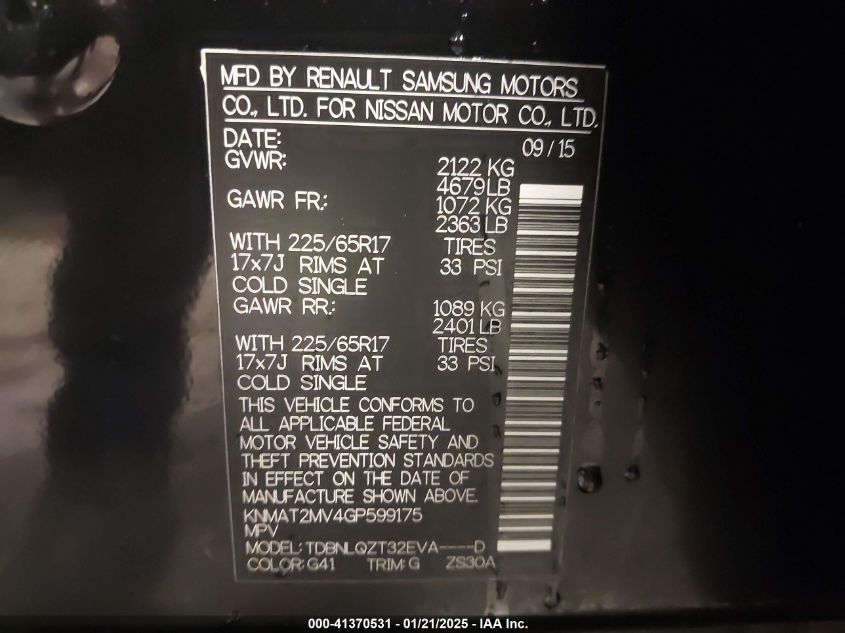 MFD BY RENAULT SAMSUNG MOTORS
CO., LTD. FOR NISSAN MOTOR CO., LTD.
DATE: 09/15
GVWR: 2122 KG
4679 LB
GAWR FR.: 1072 KG
2363 LB
WITH 225/65R17 TIRES
17x7J RIMS AT 33 PSI
COLD SINGLE
GAWR RR.: 1089 KG
2401 LB
WITH 225/65R17 TIRES
17x7J RIMS AT 33 PSI
COLD SINGLE
THIS VEHICLE CONFORMS TO
ALL APPLICABLE FEDERAL
MOTOR VEHICLE SAFETY AND
THEFT PREVENTION STANDARDS
IN EFFECT ON THE DATE OF
MANUFACTURE SHOWN ABOVE.
KNMAT2MV4GP599175
MPV
MODEL: TDBNLQZT32EVA----D
COLOR: G41 TRIM: G ZS30A
000-41370531 - 01/21/2025 - IAA Inc.